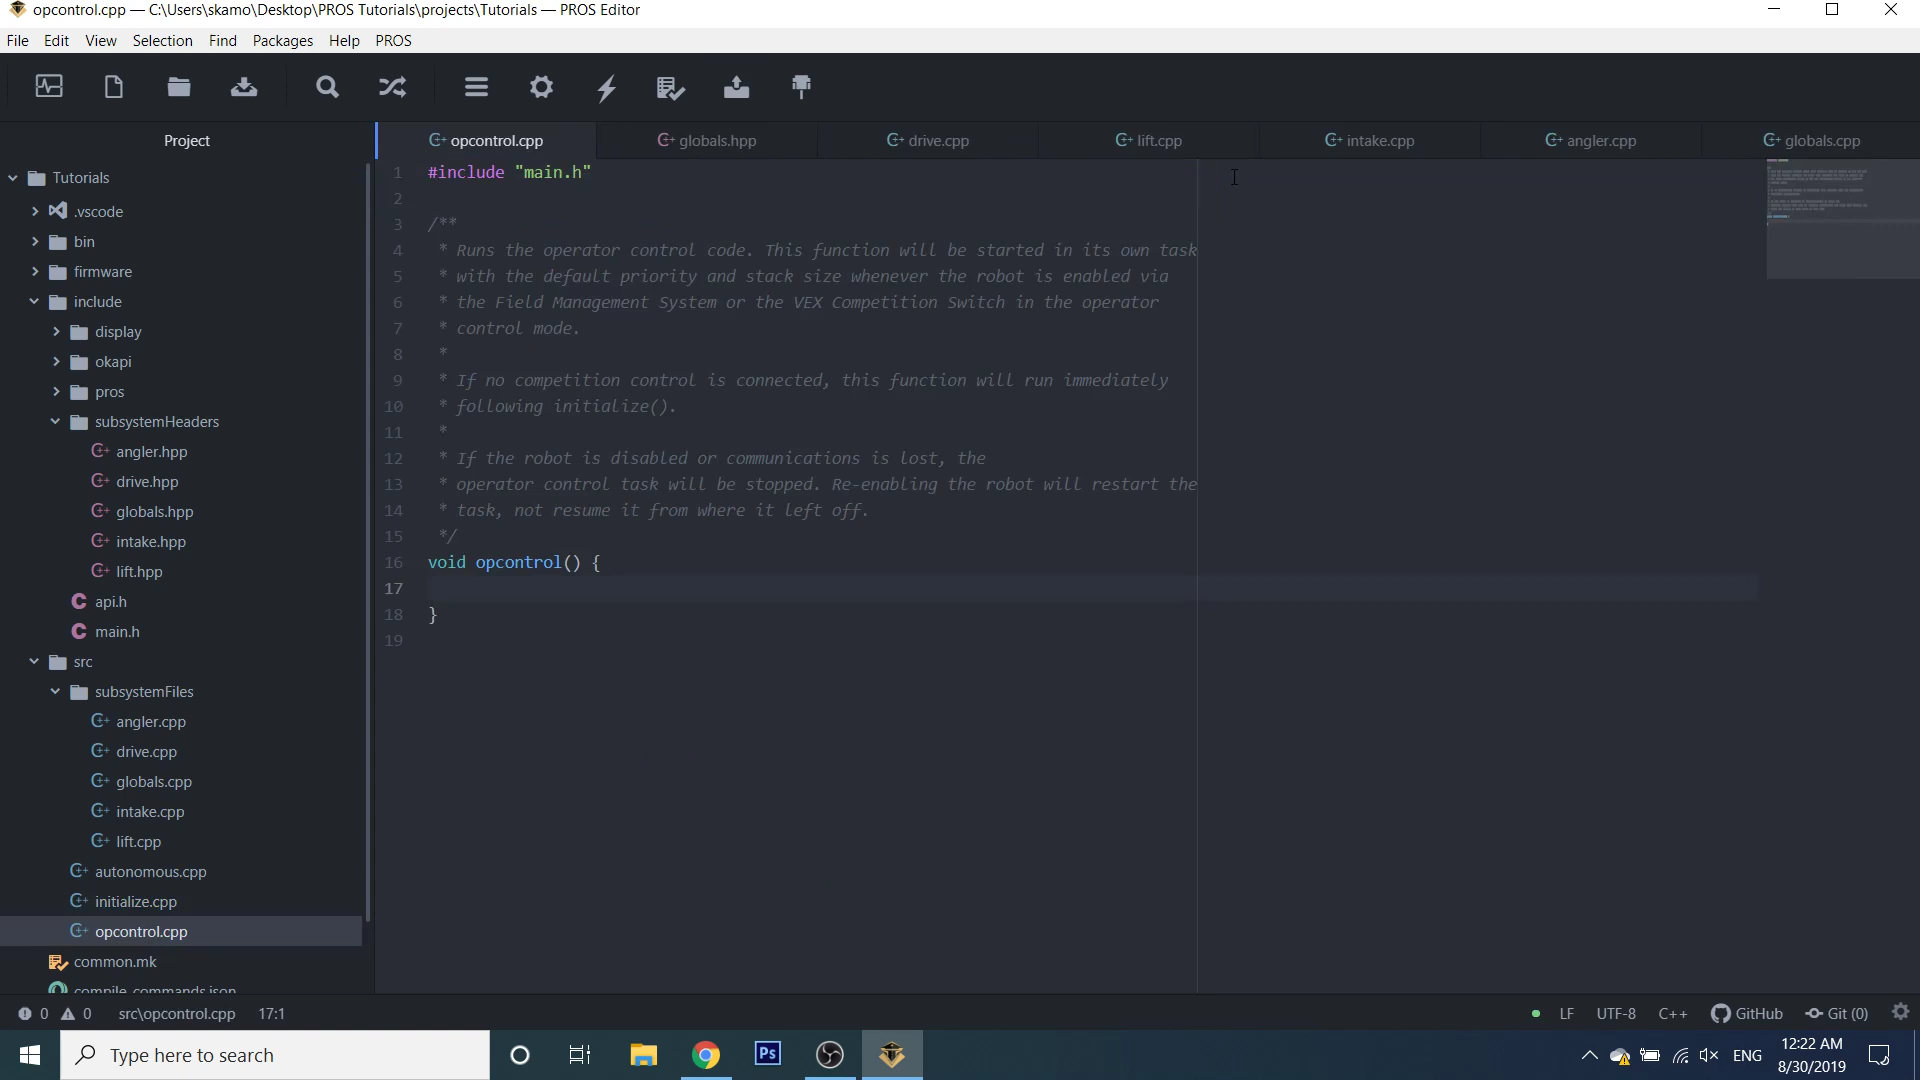 opcontrol.cpp — C:\Users\skamo\Desktop\PROS Tutorials\projects\Tutorials — PROS Editor
File Edit View Selection Find Packages Help PROS
Project
opcontrol.cpp globals.hpp drive.cpp lift.cpp intake.cpp angler.cpp globals.cpp
Tutorials
.vscode
bin
firmware
include
display
okapi
pros
subsystemHeaders
angler.hpp
drive.hpp
globals.hpp
intake.hpp
lift.hpp
api.h
main.h
src
subsystemFiles
angler.cpp
drive.cpp
globals.cpp
intake.cpp
lift.cpp
autonomous.cpp
initialize.cpp
opcontrol.cpp
common.mk
compile_commands.json
1 #include "main.h"
2
3 /**
4 * Runs the operator control code. This function will be started in its own task
5 * with the default priority and stack size whenever the robot is enabled via
6 * the Field Management System or the VEX Competition Switch in the operator
7 * control mode.
8 *
9 * If no competition control is connected, this function will run immediately
10 * following initialize().
11 *
12 * If the robot is disabled or communications is lost, the
13 * operator control task will be stopped. Re-enabling the robot will restart the
14 * task, not resume it from where it left off.
15 */
16 void opcontrol() {
17
18 }
19
0 0 src\opcontrol.cpp 17:1 LF UTF-8 C++ GitHub Git (0)
Type here to search
Ps
ENG
12:22 AM
8/30/2019